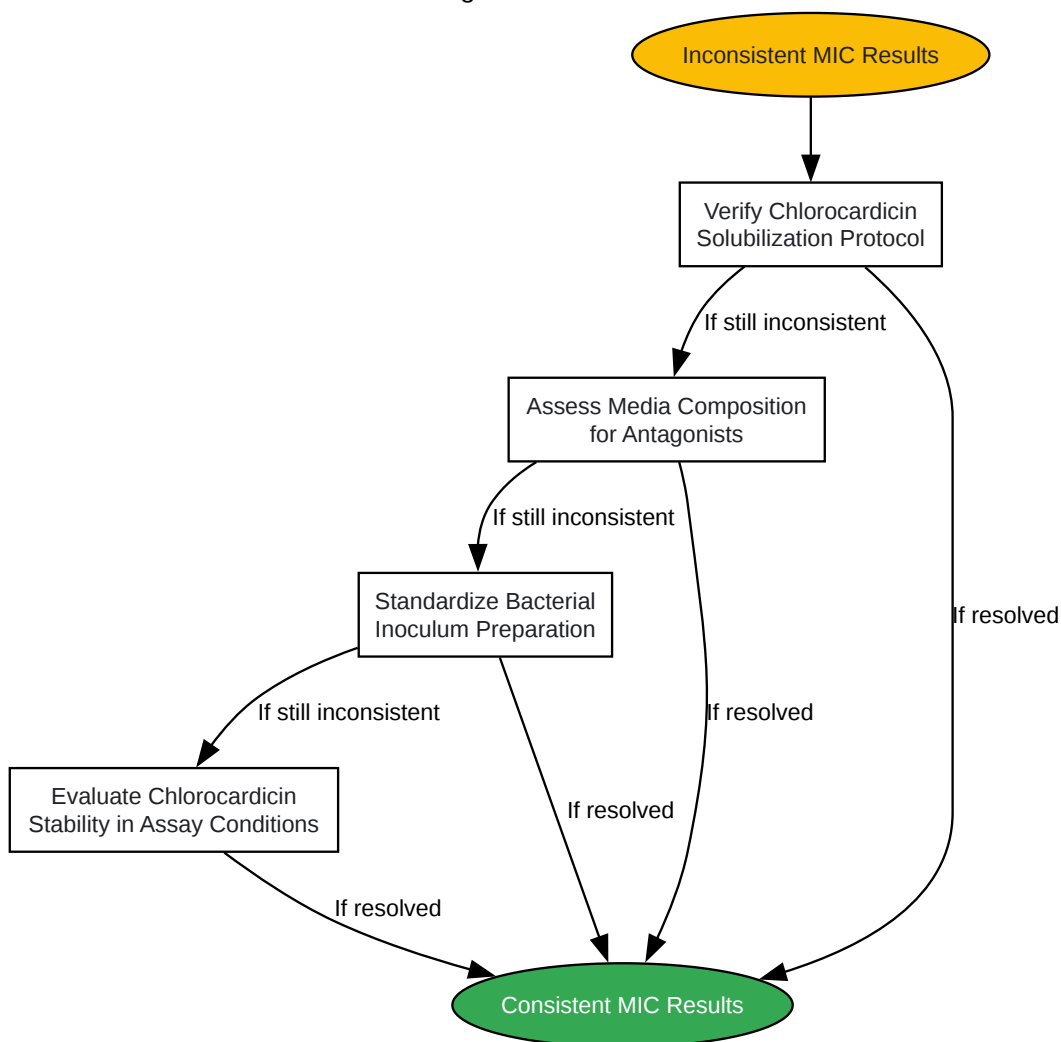 Inconsistent MIC Results
Verify Chlorocardicin
Solubilization Protocol
If still inconsistent
Assess Media Composition
for Antagonists
If still inconsistent
Standardize Bacterial
Inoculum Preparation
If resolved
If still inconsistent
If resolved
Evaluate Chlorocardicin
Stability in Assay Conditions
If resolved
If resolved
Consistent MIC Results